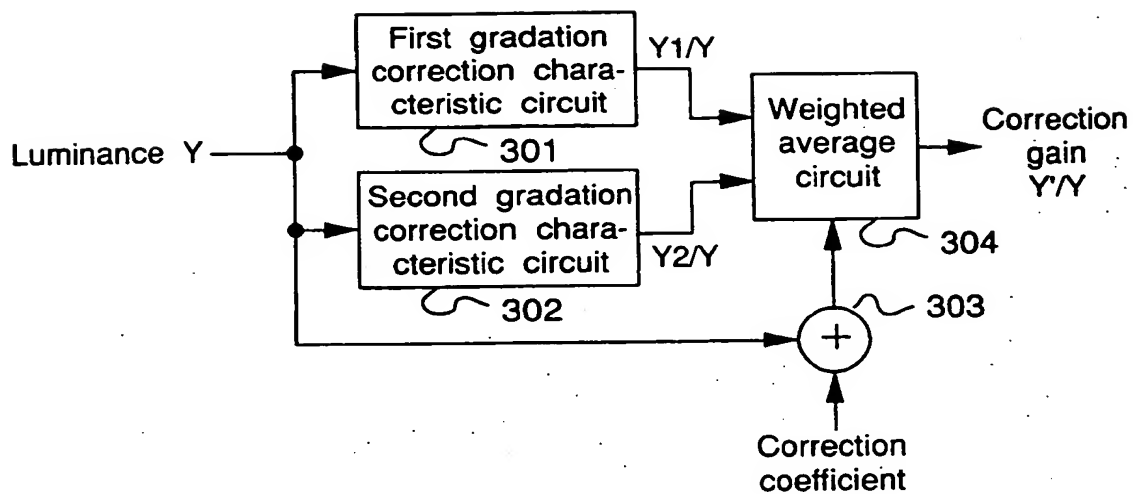 First gradation
correction chara-
cteristic circuit
301
Y1/Y
Luminance Y
Second gradation
correction chara-
cteristic circuit
302
Y2/Y
Weighted
average
circuit
304
Correction
gain
Y'/Y
303
+
Correction
coefficient